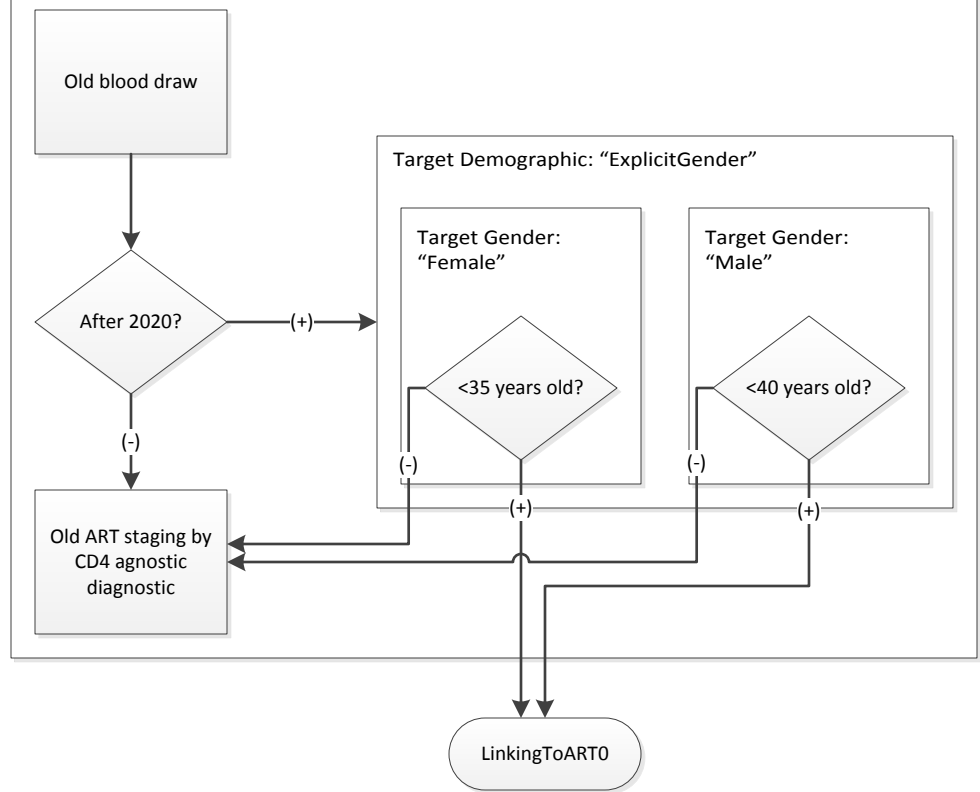 Old blood draw
Target Demographic: “ExplicitGender”
Target Gender:
“Female”
Target Gender:
“Male”
After 2020?
(+)
<35 years old?
<40 years old?
(-)
(-)
(-)
(+)
(+)
Old ART staging by
CD4 agnostic
diagnostic
LinkingToART0